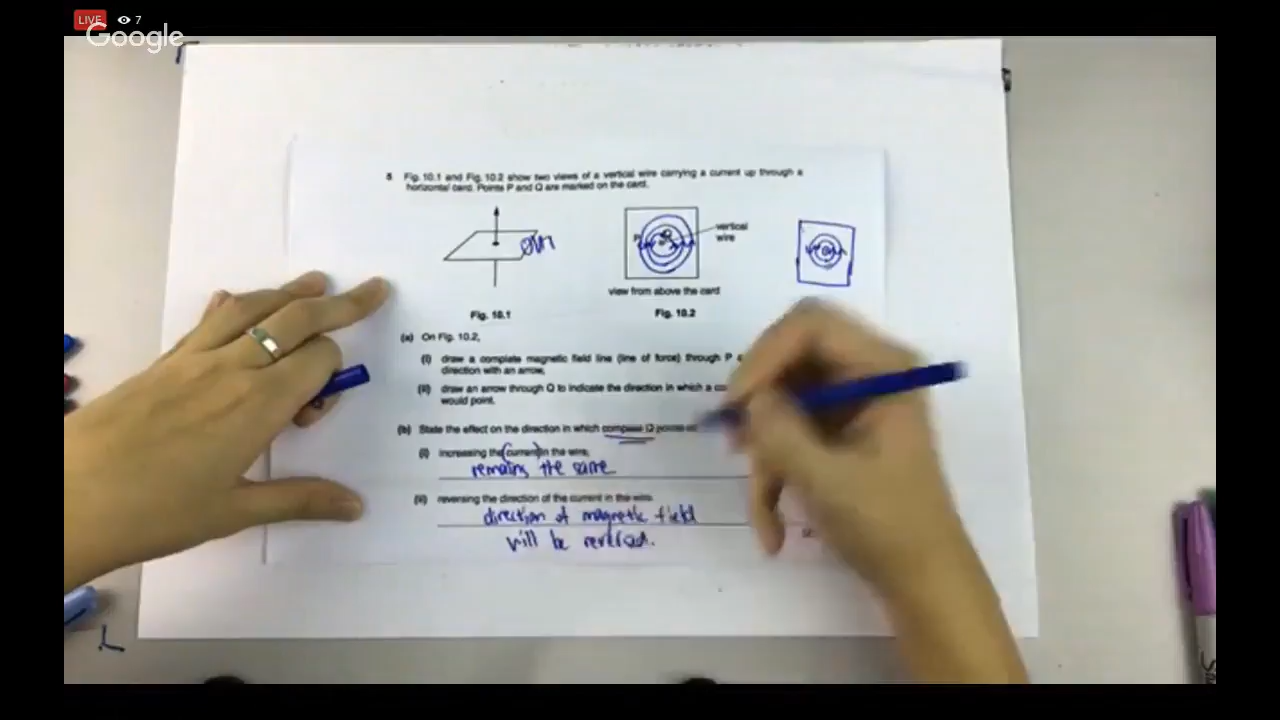 LIVE 7
Google
5 Fig. 10.1 and Fig. 10.2 show two views of a vertical wire carrying a current up through a
horizontal card. Points P and Q are marked on the card.
P
vertical
wire
view from above the card
Fig. 10.1
Fig. 10.2
(a) On Fig. 10.2,
(i) draw a complete magnetic field line (line of force) through P
direction with an arrow,
(ii) draw an arrow through Q to indicate the direction in which a
would point.
(b) State the effect on the direction in which compass Q points
(i) increasing the current in the wire,
remains the same
(ii) reversing the direction of the current in the wire.
direction of magnetic field
will be